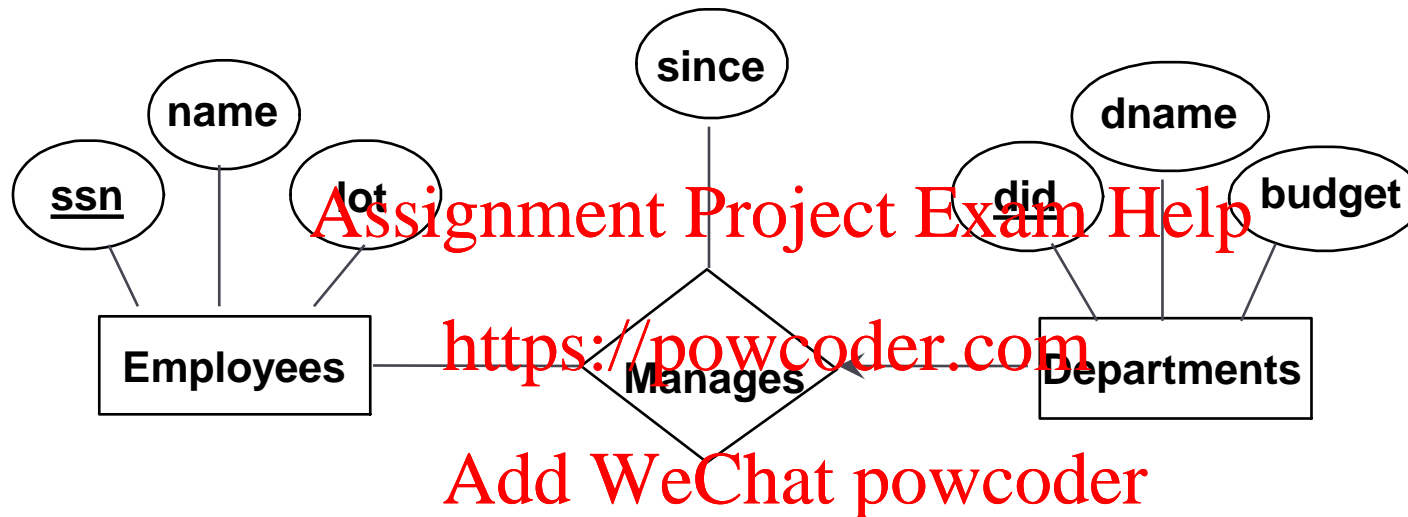 since
name
dname
ssn
lot
did
budget
Assignment Project Exam Help
Employees
Manages
Departments
https://powcoder.com
Add WeChat powcoder